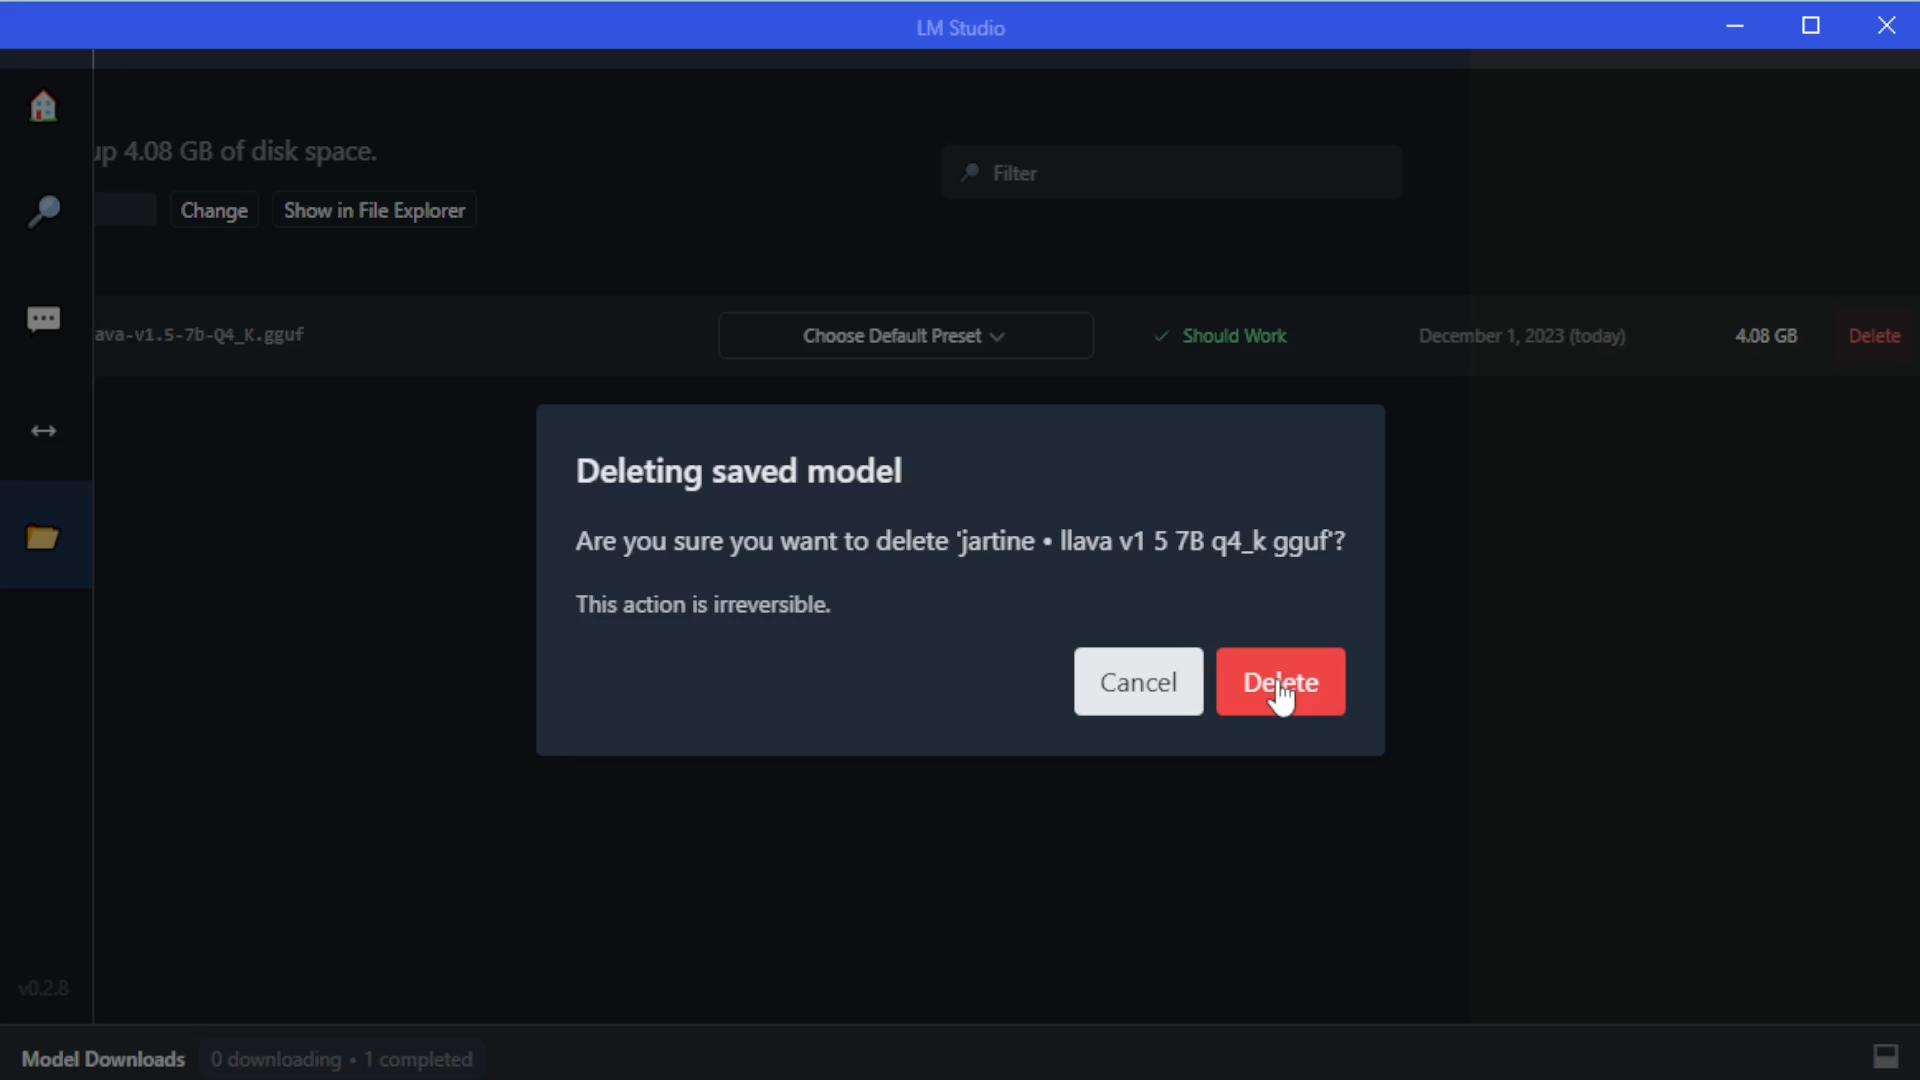 LM Studio
up 4.08 GB of disk space.
Filter
Change
Show in File Explorer
ava-v1.5-7b-Q4_K.gguf
Choose Default Preset
Should Work
December 1, 2023 (today)
4.08 GB
Delete
Deleting saved model
Are you sure you want to delete 'jartine • llava v1 5 7B q4_k gguf'?
This action is irreversible.
Cancel
Delete
v0.2.8
Model Downloads
0 downloading • 1 completed